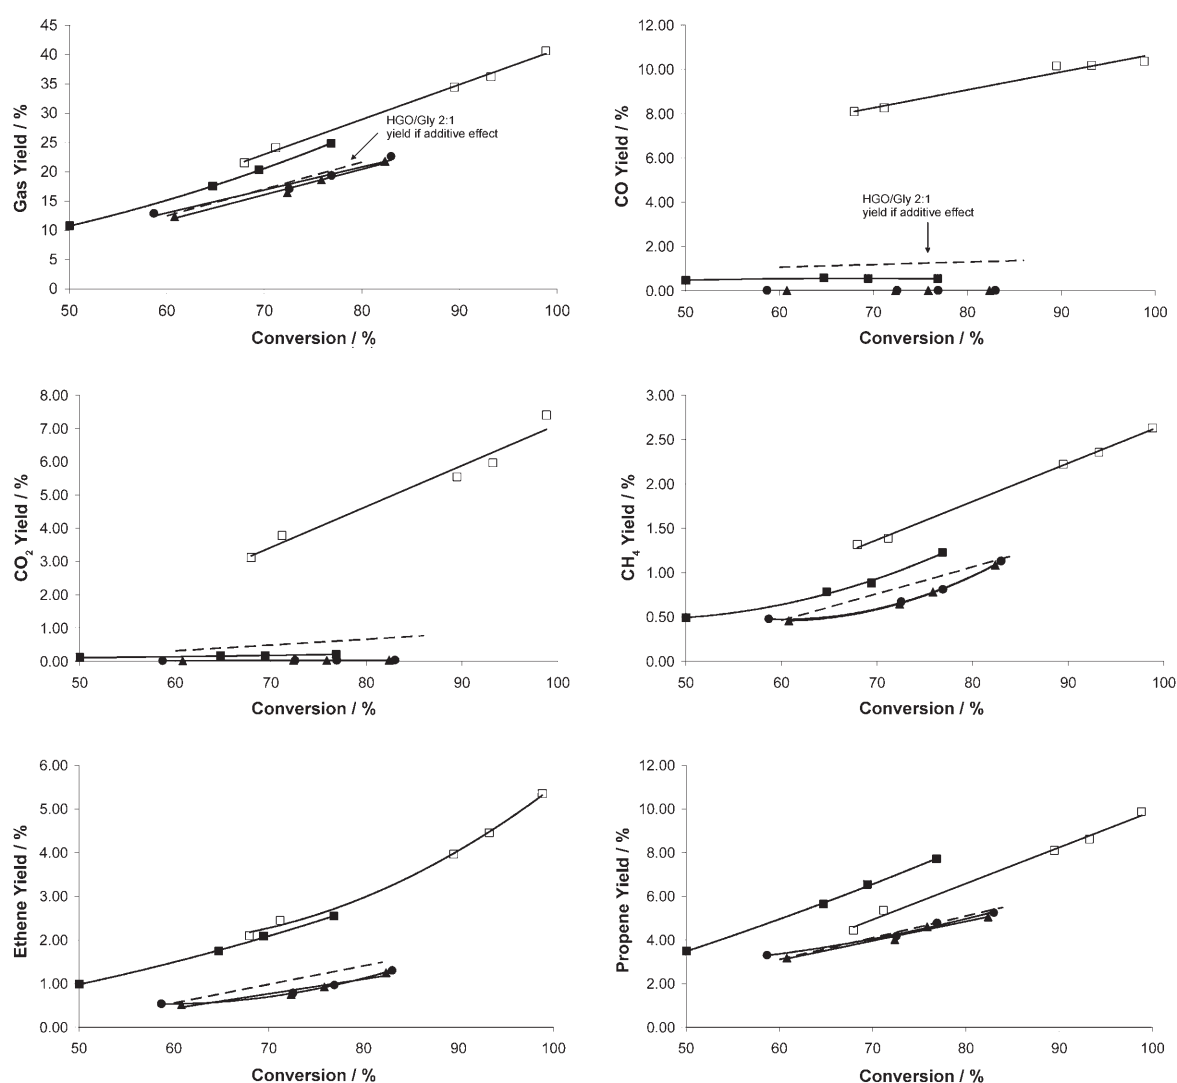 45
40
35
30
25
20
15
10
5
0
Gas Yield / %
HGO/Gly 2:1
yield if additive effect
50 60 70 80 90 100
Conversion / %
12.00
10.00
8.00
6.00
4.00
2.00
0.00
CO Yield / %
HGO/Gly 2:1
yield if additive effect
50 60 70 80 90 100
Conversion / %
8.00
7.00
6.00
5.00
4.00
3.00
2.00
1.00
0.00
CO2 Yield / %
50 60 70 80 90 100
Conversion / %
3.00
2.50
2.00
1.50
1.00
0.50
0.00
CH4 Yield / %
50 60 70 80 90 100
Conversion / %
6.00
5.00
4.00
3.00
2.00
1.00
0.00
Ethene Yield / %
50 60 70 80 90 100
Conversion / %
12.00
10.00
8.00
6.00
4.00
2.00
0.00
Propene Yield / %
50 60 70 80 90 100
Conversion / %